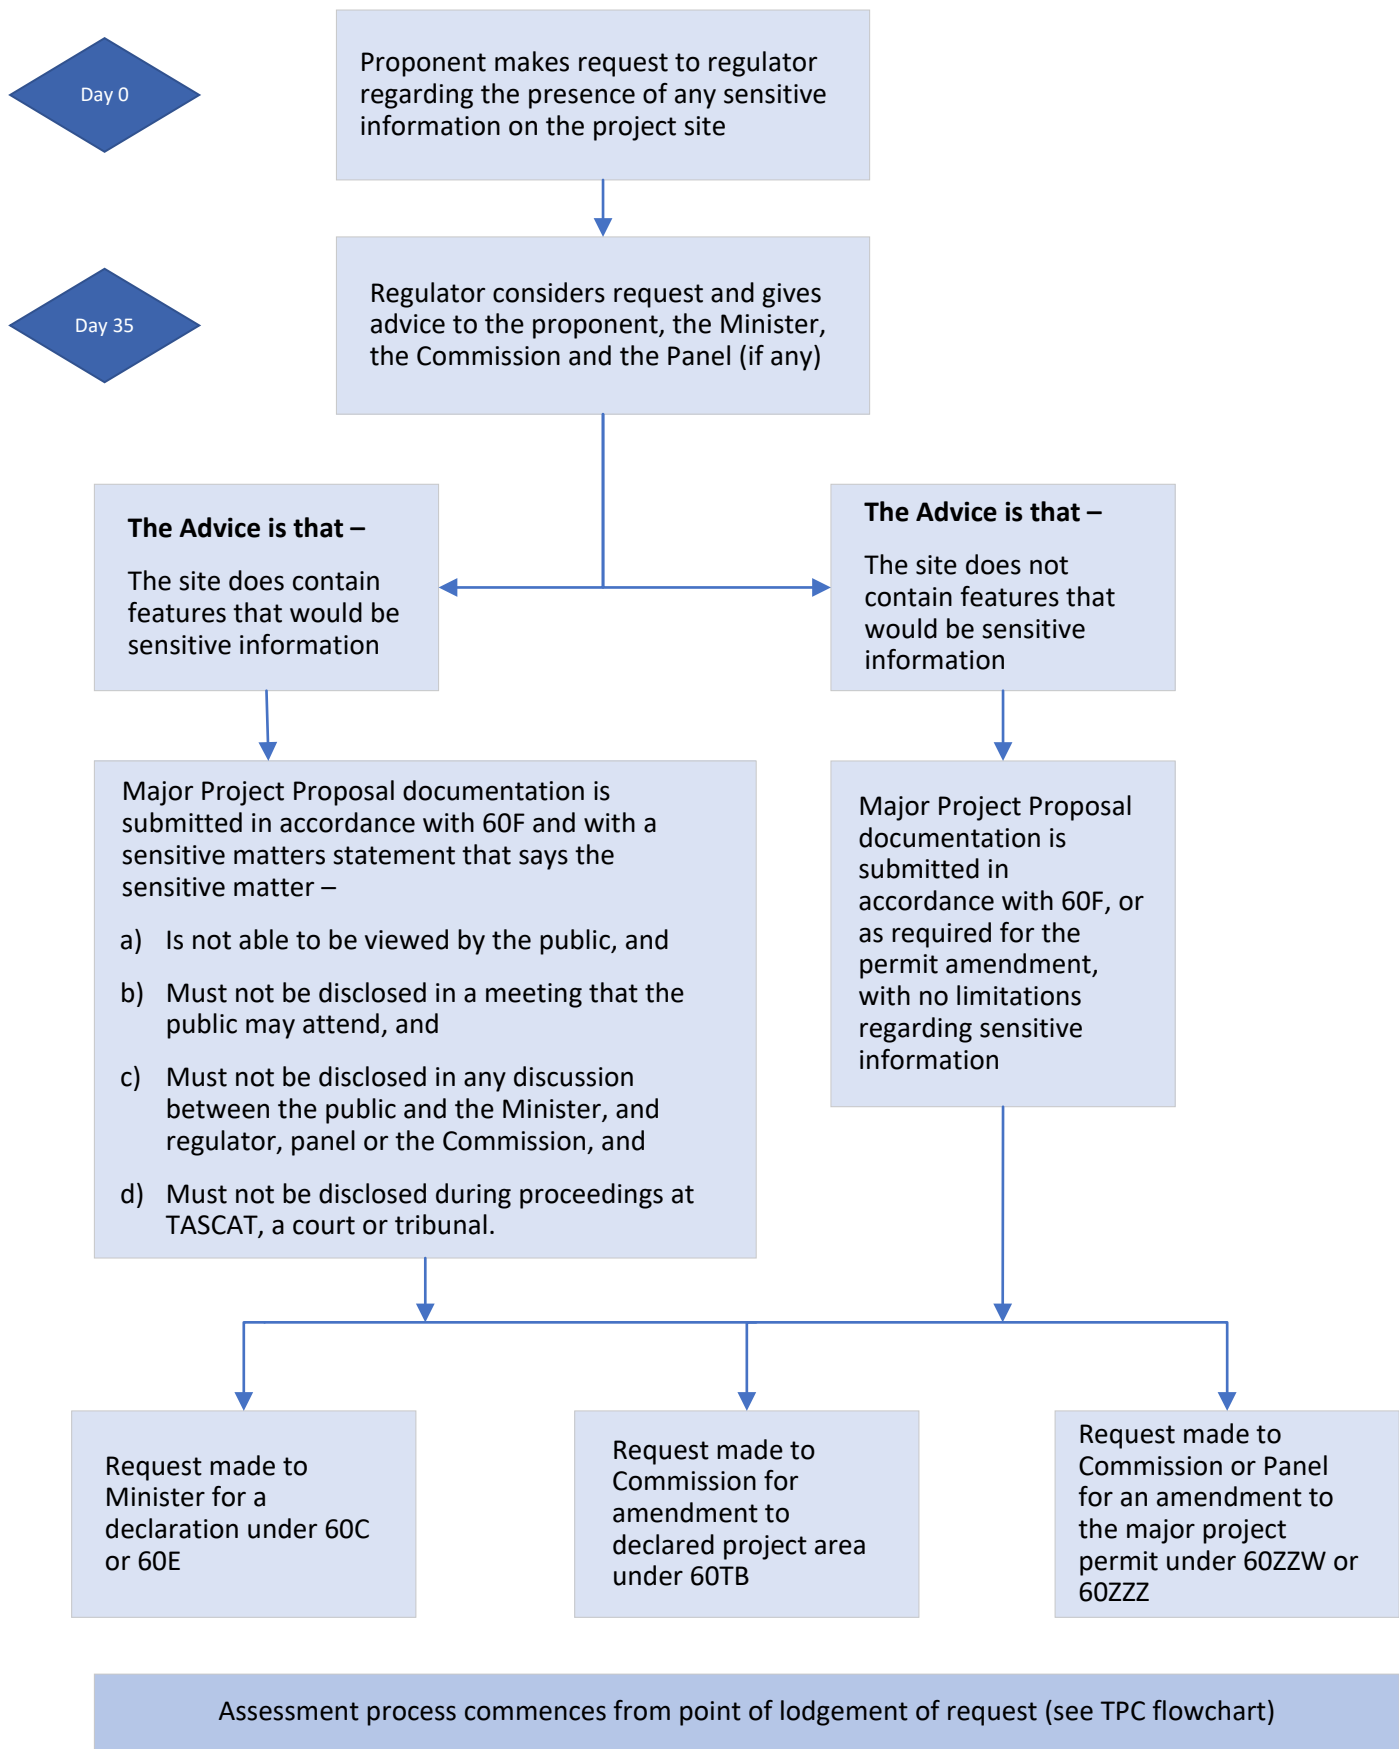 Day 0
Proponent makes request to regulator
regarding the presence of any sensitive
information on the project site
Day 35
Regulator considers request and gives
advice to the proponent, the Minister,
the Commission and the Panel (if any)
The Advice is that –
The site does contain
features that would be
sensitive information
The Advice is that –
The site does not
contain features that
would be sensitive
information
Major Project Proposal documentation is
submitted in accordance with 60F and with a
sensitive matters statement that says the
sensitive matter –
a) Is not able to be viewed by the public, and
b) Must not be disclosed in a meeting that the
public may attend, and
c) Must not be disclosed in any discussion
between the public and the Minister, and
regulator, panel or the Commission, and
d) Must not be disclosed during proceedings at
TASCAT, a court or tribunal.
Major Project Proposal
documentation is
submitted in
accordance with 60F, or
as required for the
permit amendment,
with no limitations
regarding sensitive
information
Request made to
Minister for a
declaration under 60C
or 60E
Request made to
Commission for
amendment to
declared project area
under 60TB
Request made to
Commission or Panel
for an amendment to
the major project
permit under 60ZZW or
60ZZZ
Assessment process commences from point of lodgement of request (see TPC flowchart)